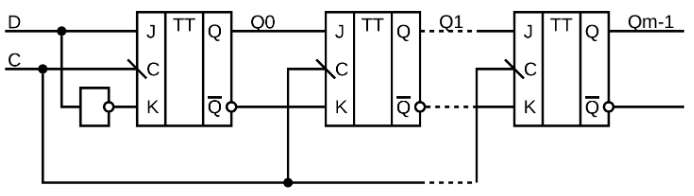 D
J TT Q Q0 J TT Q Q1 J TT Q Qm-1
C
C C C
K Q̅ K Q̅ K Q̅